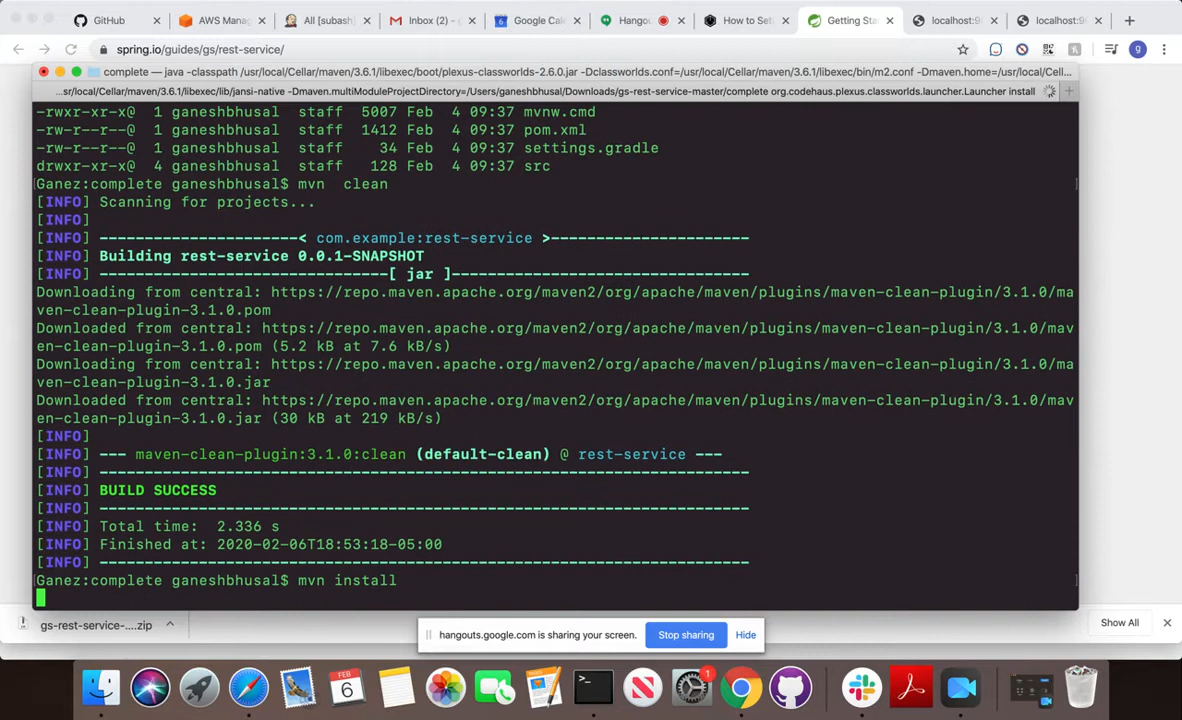 GitHub
AWS Mana
All [subash]
Inbox (2) - g
Google Cal
Hangou
How to Set
Getting Sta
localhost:9
localhost:9
spring.io/guides/gs/rest-service/
g
complete — java -classpath /usr/local/Cellar/maven/3.6.1/libexec/boot/plexus-classworlds-2.6.0.jar -Dclassworlds.conf=/usr/local/Cellar/maven/3.6.1/libexec/bin/m2.conf -Dmaven.home=/usr/local/Cell...
...sr/local/Cellar/maven/3.6.1/libexec/lib/jansi-native -Dmaven.multiModuleProjectDirectory=/Users/ganeshbhusal/Downloads/gs-rest-service-master/complete org.codehaus.plexus.classworlds.launcher.Launcher install
-rwxr-xr-x@ 1 ganeshbhusal staff 5007 Feb 4 09:37 mvnw.cmd
-rw-r--r--@ 1 ganeshbhusal staff 1412 Feb 4 09:37 pom.xml
-rw-r--r--@ 1 ganeshbhusal staff 34 Feb 4 09:37 settings.gradle
drwxr-xr-x@ 4 ganeshbhusal staff 128 Feb 4 09:37 src
Ganez:complete ganeshbhusal$ mvn  clean
[INFO] Scanning for projects...
[INFO]
[INFO] ----------------------< com.example:rest-service >----------------------
[INFO] Building rest-service 0.0.1-SNAPSHOT
[INFO] --------------------------------[ jar ]---------------------------------
Downloading from central: https://repo.maven.apache.org/maven2/org/apache/maven/plugins/maven-clean-plugin/3.1.0/ma
ven-clean-plugin-3.1.0.pom
Downloaded from central: https://repo.maven.apache.org/maven2/org/apache/maven/plugins/maven-clean-plugin/3.1.0/mav
en-clean-plugin-3.1.0.pom (5.2 kB at 7.6 kB/s)
Downloading from central: https://repo.maven.apache.org/maven2/org/apache/maven/plugins/maven-clean-plugin/3.1.0/ma
ven-clean-plugin-3.1.0.jar
Downloaded from central: https://repo.maven.apache.org/maven2/org/apache/maven/plugins/maven-clean-plugin/3.1.0/mav
en-clean-plugin-3.1.0.jar (30 kB at 219 kB/s)
[INFO]
[INFO] --- maven-clean-plugin:3.1.0:clean (default-clean) @ rest-service ---
[INFO] ------------------------------------------------------------------------
[INFO] BUILD SUCCESS
[INFO] ------------------------------------------------------------------------
[INFO] Total time:  2.336 s
[INFO] Finished at: 2020-02-06T18:53:18-05:00
[INFO] ------------------------------------------------------------------------
Ganez:complete ganeshbhusal$ mvn install
gs-rest-service-....zip
Show All
hangouts.google.com is sharing your screen.
Stop sharing
Hide
FEB
6
1